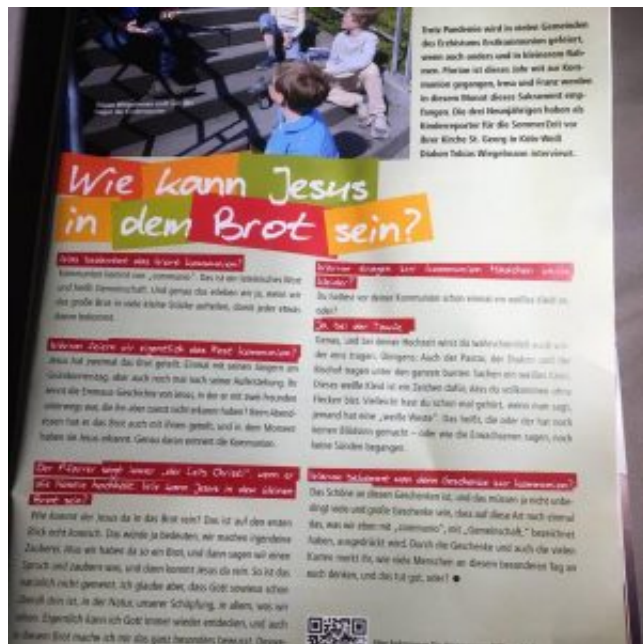 Trotz Pandemie wird in vielen Gemeinden
des Erzbistums Erstkommunion gefeiert,
wenn auch anders und in kleinerem Rah-
men. Florian ist dieses Jahr mit zur Kom-
munion gegangen, Irma und Franz werden
in diesem Monat dieses Sakrament emp-
fangen. Die drei Neunjährigen haben als
Kinderreporter für die SommerZeit vor
ihrer Kirche St. Georg in Köln-Weiß
Diakon Tobias Wiegelmann interviewt.
Wie kann Jesus
in dem Brot sein?
Was bedeutet das Wort Kommunion?
Kommunion kommt von „communio“. Das ist ein lateinisches Wort
und heißt Gemeinschaft. Und genau das erleben wir ja, wenn wir
das große Brot in viele kleine Stücke aufteilen, damit jeder etwas
davon bekommt.
Warum feiern wir eigentlich das Fest Kommunion?
Jesus hat zweimal das Brot geteilt. Einmal mit seinen Jüngern am
Gründonnerstag, aber auch noch mal nach seiner Auferstehung. Ihr
kennt die Emmaus-Geschichte von Jesus, in der er mit zwei Freunden
unterwegs war, die ihn aber zuerst nicht erkannt haben? Beim Abend-
essen hat er das Brot auch mit ihnen geteilt, und in dem Moment
haben sie Jesus erkannt. Genau daran erinnert die Kommunion.
Der Pfarrer sagt immer „der Leib Christi“, wenn er
die Hostie hochhebt. Wie kann Jesus in dem kleinen
Brot sein?
Wie kommt der Jesus da in das Brot rein? Das ist auf den ersten
Blick echt komisch. Das würde ja bedeuten, wir machen irgendeine
Zauberei. Also wir haben da so ein Brot, und dann sagen wir einen
Spruch und zaubern was, und dann kommt Jesus da rein. So ist das
natürlich nicht gemeint. Ich glaube aber, dass Gott sowieso schon
überall drin ist, in der Natur, unserer Schöpfung, in allem, was wir
sehen. Eigentlich kann ich Gott immer wieder entdecken, und auch
in diesem Brot mache ich mir das ganz besonders bewusst.
Warum tragen zur Kommunion Mädchen weiße
Kleider?
Du hattest vor deiner Kommunion schon einmal ein weißes Kleid an,
oder?
Ja, bei der Taufe.
Genau, und bei deiner Hochzeit wirst du wahrscheinlich auch wie-
der eins tragen. Übrigens: Auch der Pastor, der Diakon und der
Bischof tragen unter den ganzen bunten Sachen ein weißes Kleid.
Dieses weiße Kleid ist ein Zeichen dafür, dass du vollkommen ohne
Flecken bist. Vielleicht hast du schon mal gehört, wenn man sagt,
jemand hat eine „weiße Weste“. Das heißt, die oder der hat noch
keinen Blödsinn gemacht – oder wie die Erwachsenen sagen, noch
keine Sünden begangen.
Warum bekommt man denn Geschenke zur Kommunion?
Das Schöne an diesen Geschenken ist, und das müssen ja nicht unbe-
dingt viele und große Geschenke sein, dass auf diese Art noch einmal
das, was wir eben mit „communio“, mit „Gemeinschaft,“ bezeichnet
haben, ausgedrückt wird. Durch die Geschenke und auch die vielen
Karten merkt ihr, wie viele Menschen an diesem besonderen Tag an
euch denken, und das tut gut, oder?